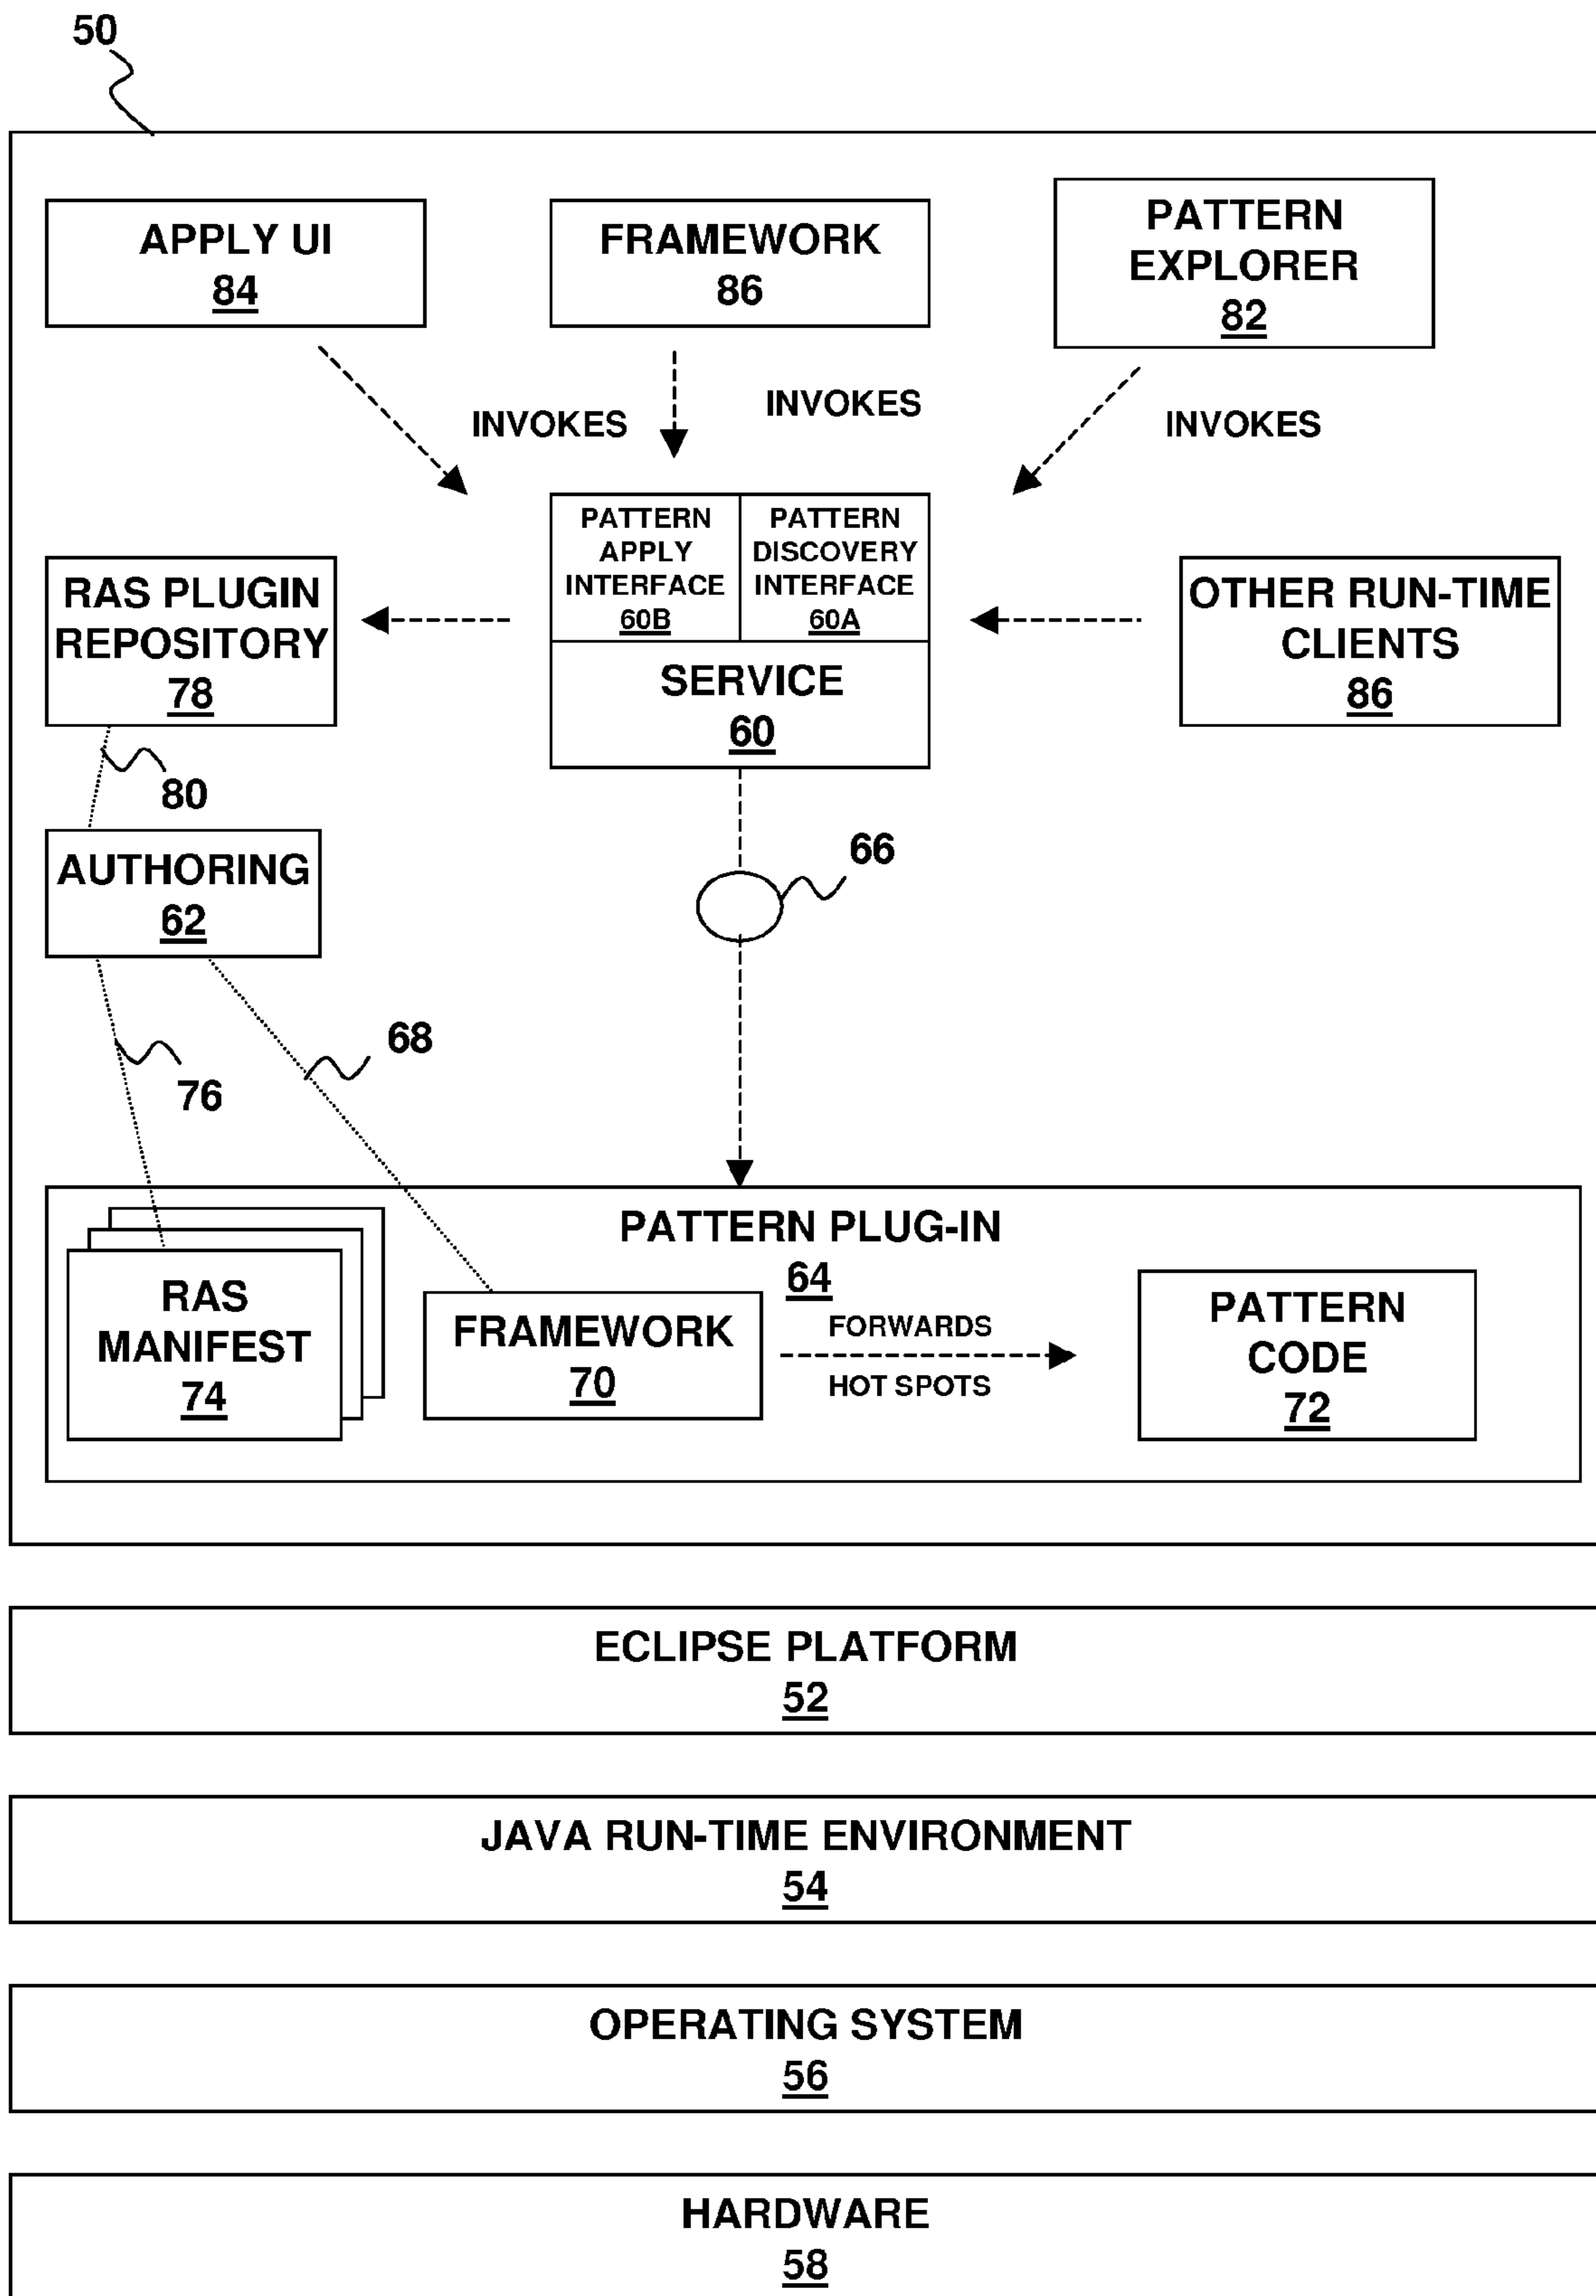 50
APPLY UI
84
FRAMEWORK
86
PATTERN
EXPLORER
82
INVOKES
INVOKES
INVOKES
PATTERN
APPLY
INTERFACE
60B
PATTERN
DISCOVERY
INTERFACE
60A
SERVICE
60
RAS PLUGIN
REPOSITORY
78
OTHER RUN-TIME
CLIENTS
86
80
AUTHORING
62
66
76
68
PATTERN PLUG-IN
64
RAS
MANIFEST
74
FRAMEWORK
70
FORWARDS
HOT SPOTS
PATTERN
CODE
72
ECLIPSE PLATFORM
52
JAVA RUN-TIME ENVIRONMENT
54
OPERATING SYSTEM
56
HARDWARE
58